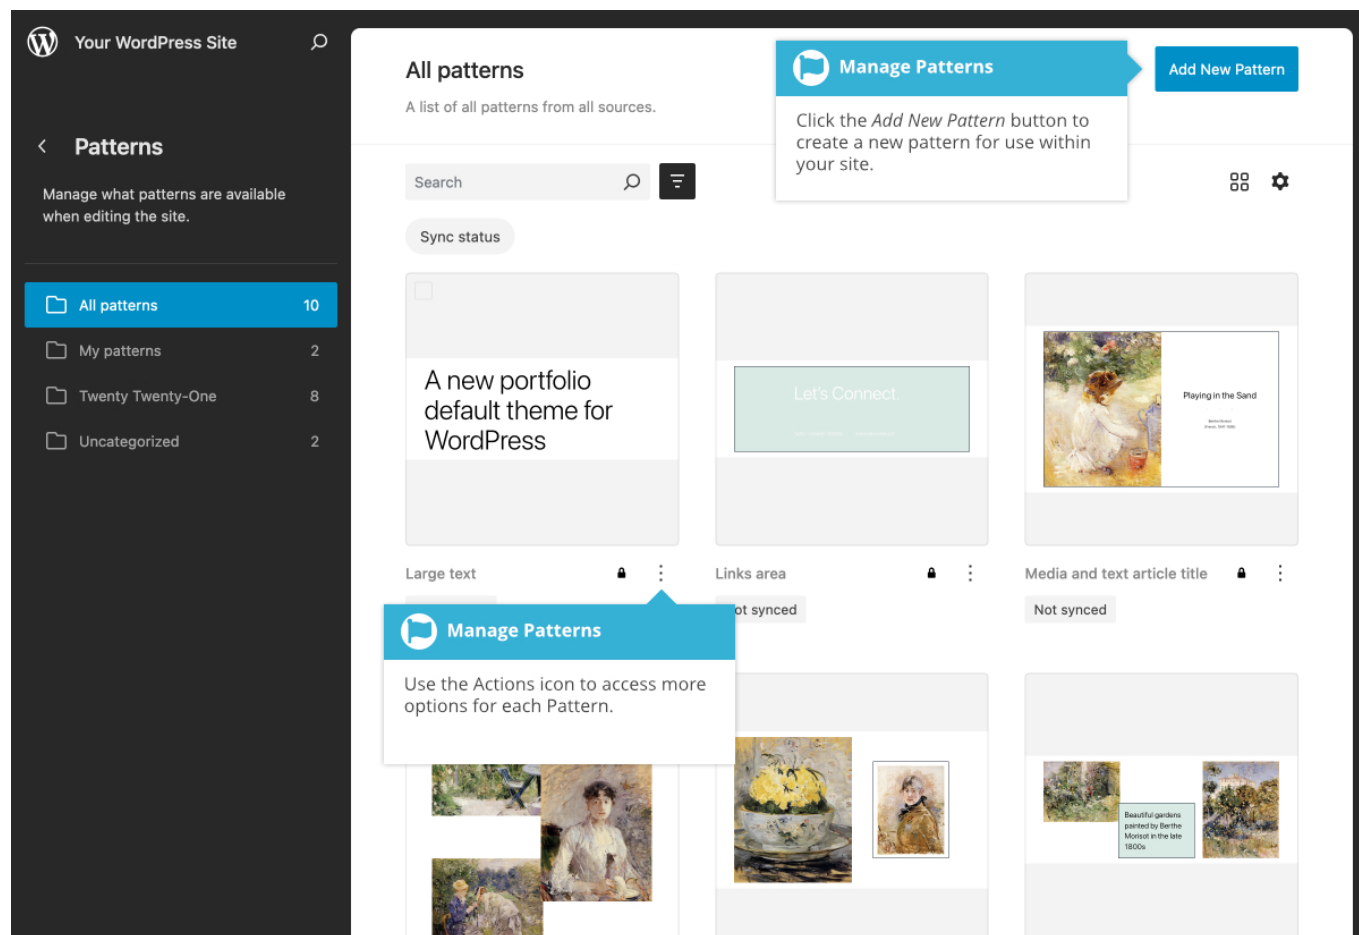 Your WordPress Site
Patterns
Manage what patterns are available
when editing the site.
All patterns 10
My patterns 2
Twenty Twenty-One 8
Uncategorized 2
All patterns
A list of all patterns from all sources.
Manage Patterns
Click the Add New Pattern button to
create a new pattern for use within
your site.
Add New Pattern
Search
Sync status
A new portfolio
default theme for
WordPress
Let's Connect.
Playing in the Sand
Large text
Links area
Media and text article title
ot synced
Not synced
Manage Patterns
Use the Actions icon to access more
options for each Pattern.
Beautiful gardens
painted by Berthe
Morisot in the late
1800s